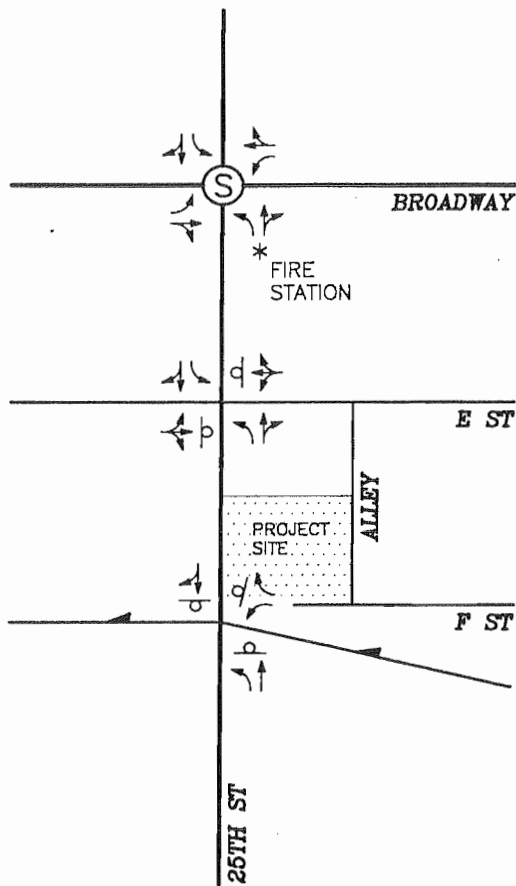 S
BROADWAY
FIRE
STATION
E ST
ALLEY
PROJECT
SITE
F ST
25TH ST